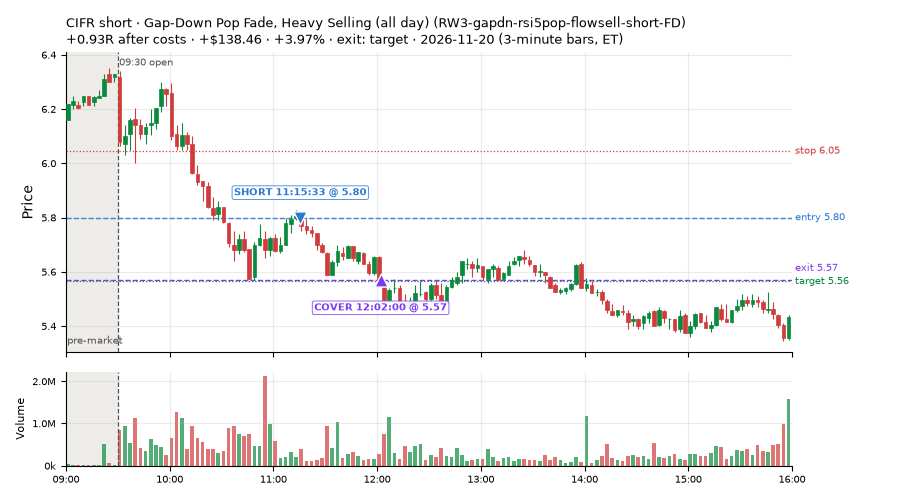 CIFR short · Gap-Down Pop Fade, Heavy Selling (all day) (RW3-gapdn-rsi5pop-flowsell-short-FD)
+0.93R after costs · +$138.46 · +3.97% · exit: target · 2026-11-20 (3-minute bars, ET)
09:30 open
6.4
6.2
6.0
5.8
5.6
5.4
Price
stop 6.05
SHORT 11:15:33 @ 5.80
entry 5.80
exit 5.57
target 5.56
COVER 12:02:00 @ 5.57
pre-market
2.0M
1.0M
0k
Volume
09:00
10:00
11:00
12:00
13:00
14:00
15:00
16:00